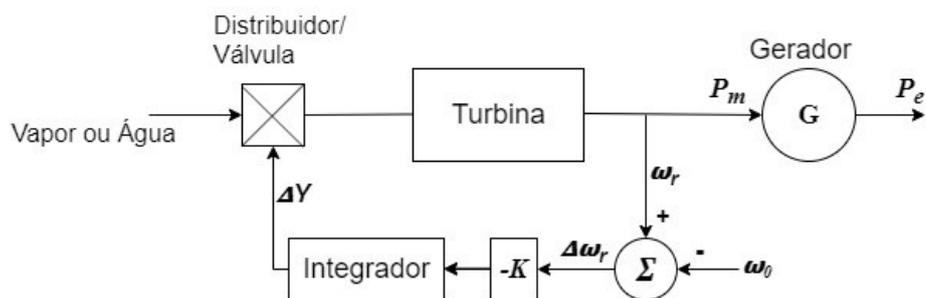 Distribuidor/
Válvula
Gerador
Turbina
P_m
G
P_e
Vapor ou Água
ω_r
ΔY
+
Integrador
-K
Δω_r
Σ
-
ω_0